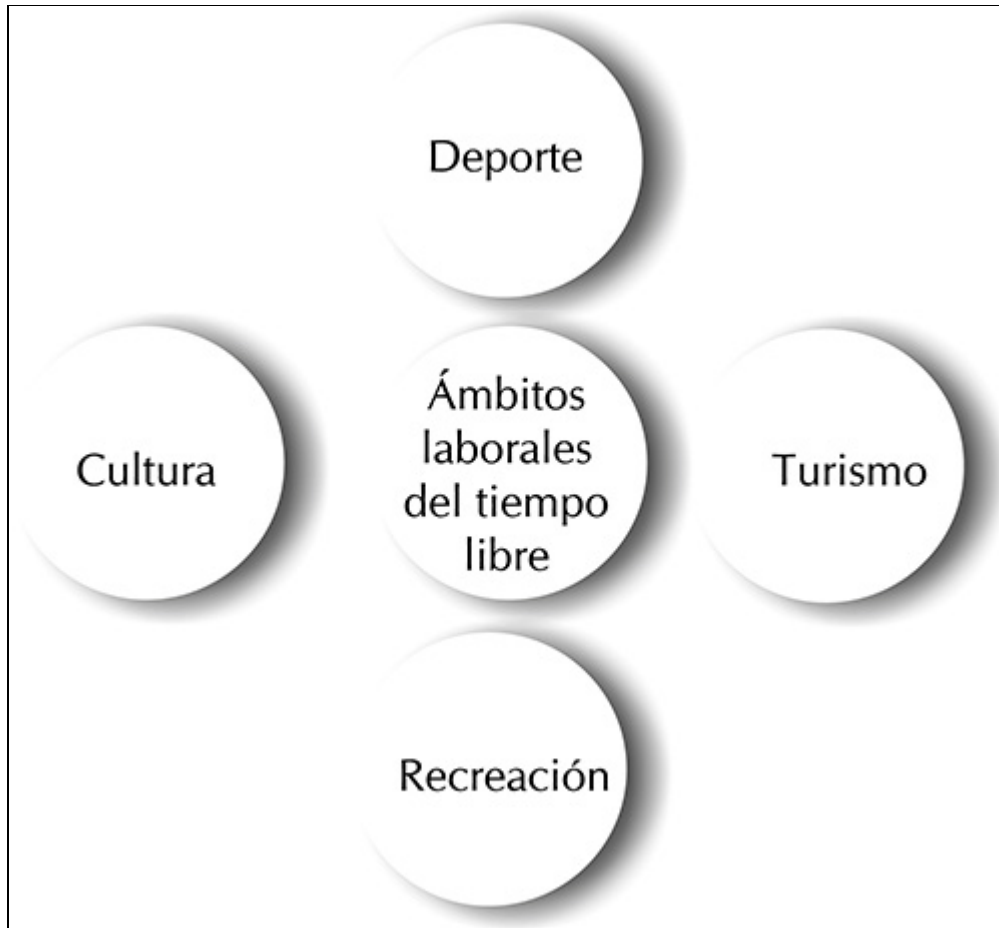 Deporte
Cultura
Ámbitos
laborales
del tiempo
libre
Turismo
Recreación